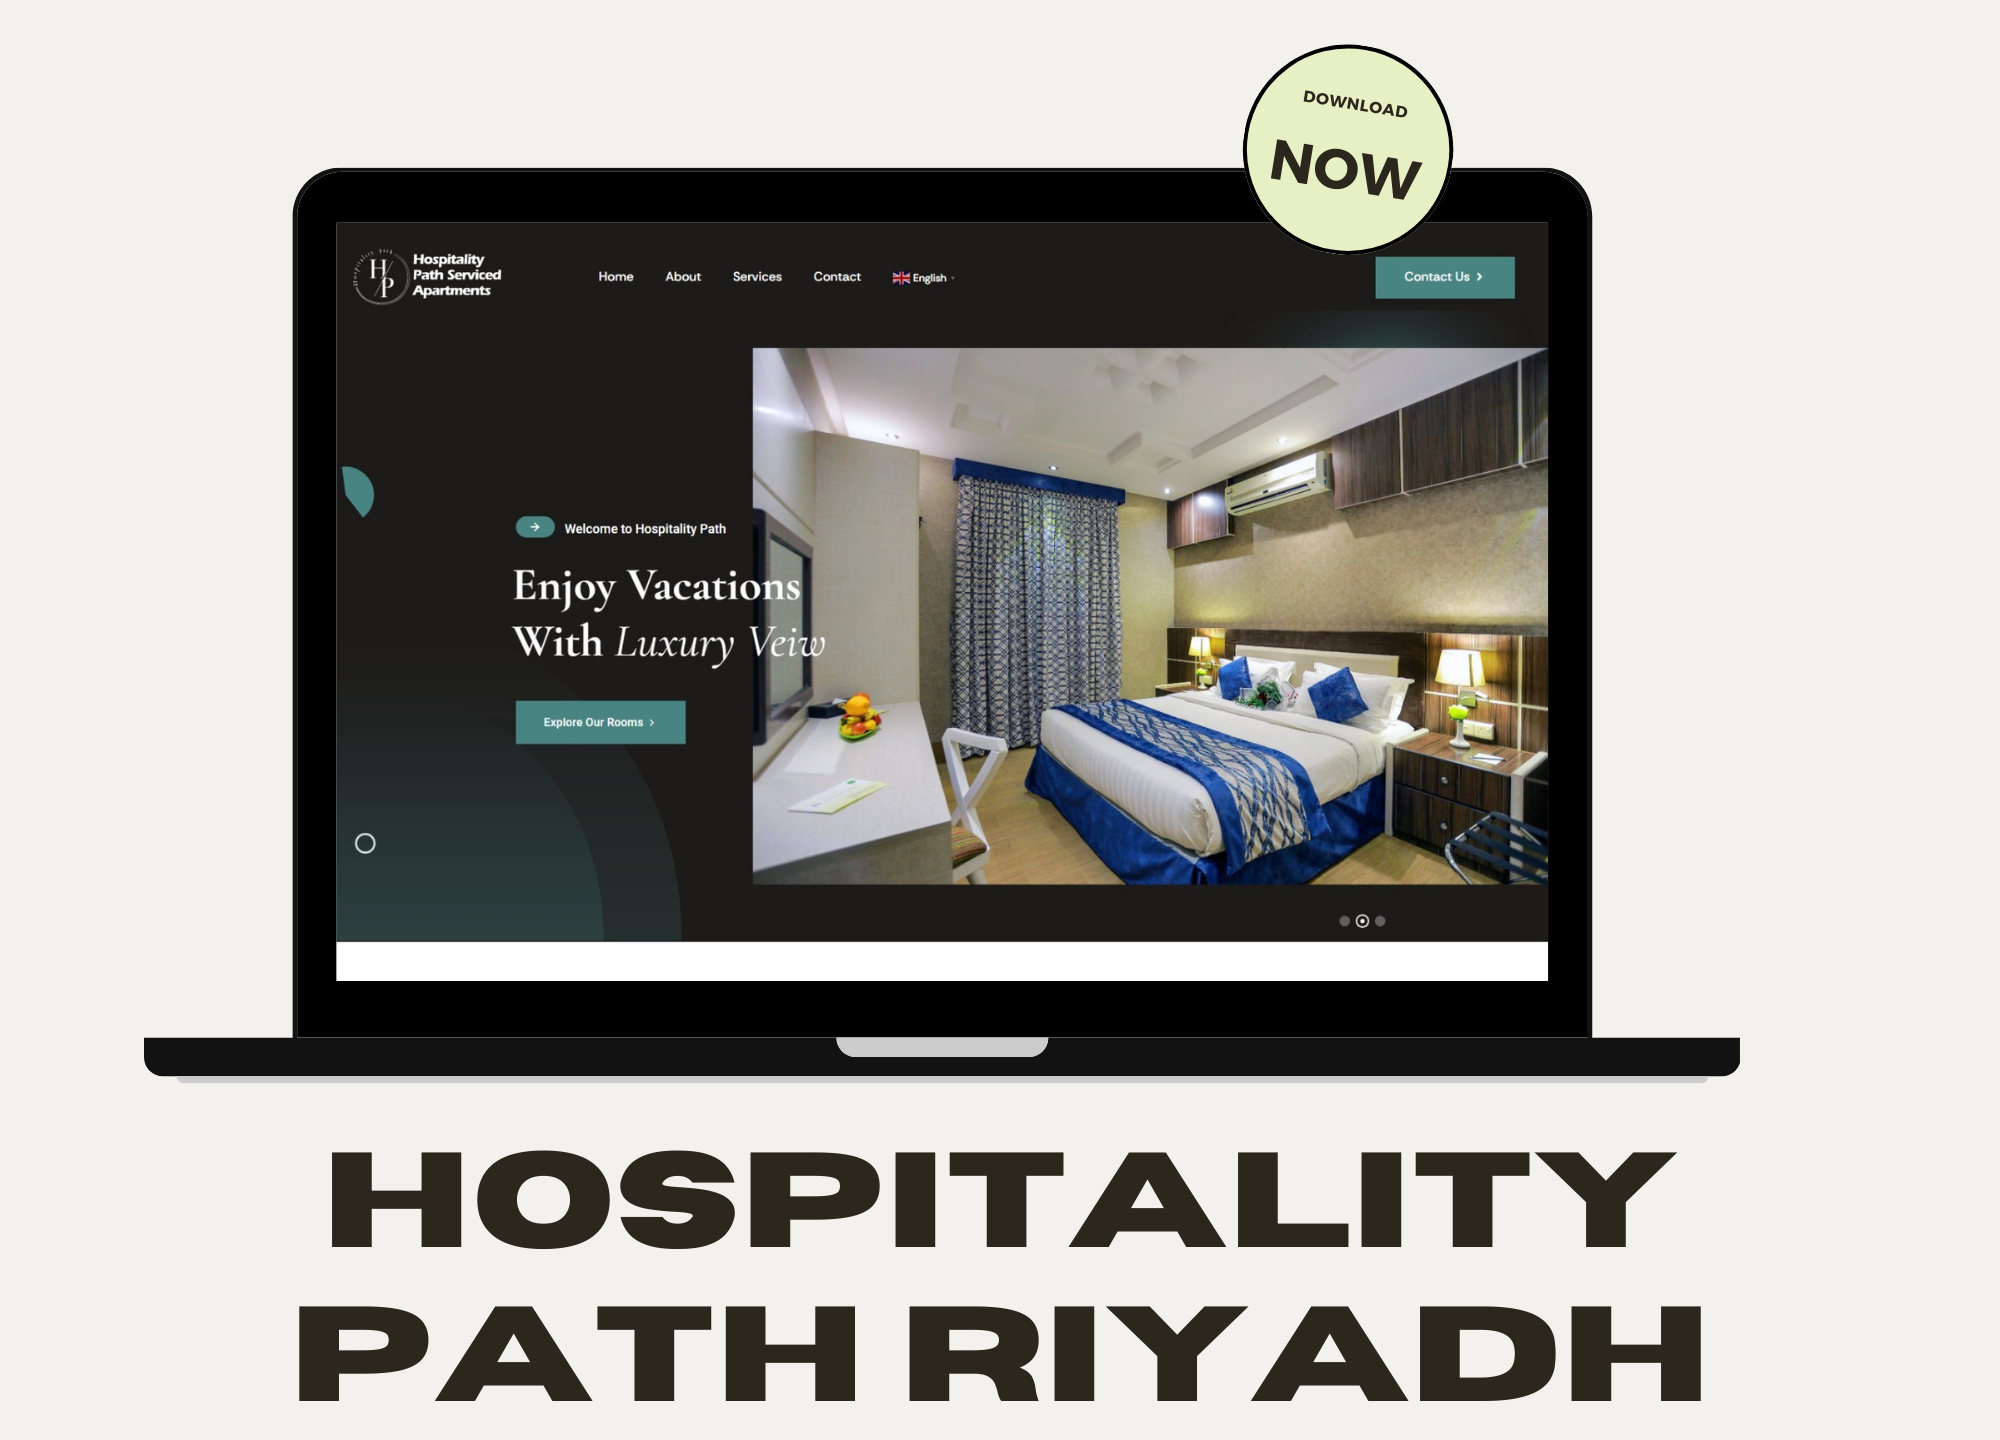 DOWNLOAD
NOW
H/P
Hospitality
Path Serviced
Apartments
Home
About
Services
Contact
English
Contact Us
Welcome to Hospitality Path
Enjoy Vacations
With Luxury Veiw
Explore Our Rooms
HOSPITALITY
PATH RIYADH